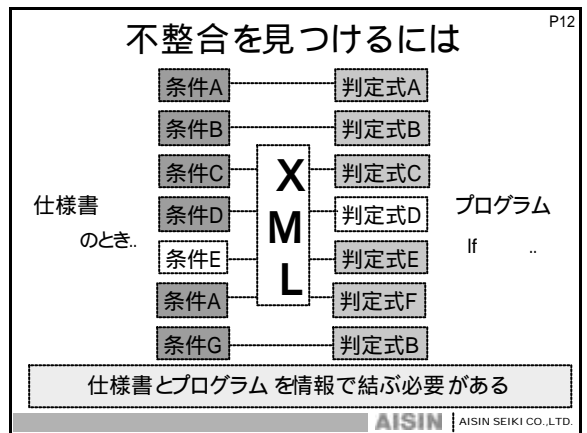 P12
不整合を見つけるには
条件A 判定式A
条件B 判定式B
条件C 判定式C
条件D 判定式D
条件E 判定式E
条件A 判定式F
条件G 判定式B
XML
仕様書
のとき..
プログラム
If ..
仕様書とプログラムを情報で結ぶ必要がある
AISIN AISIN SEIKI CO.,LTD.